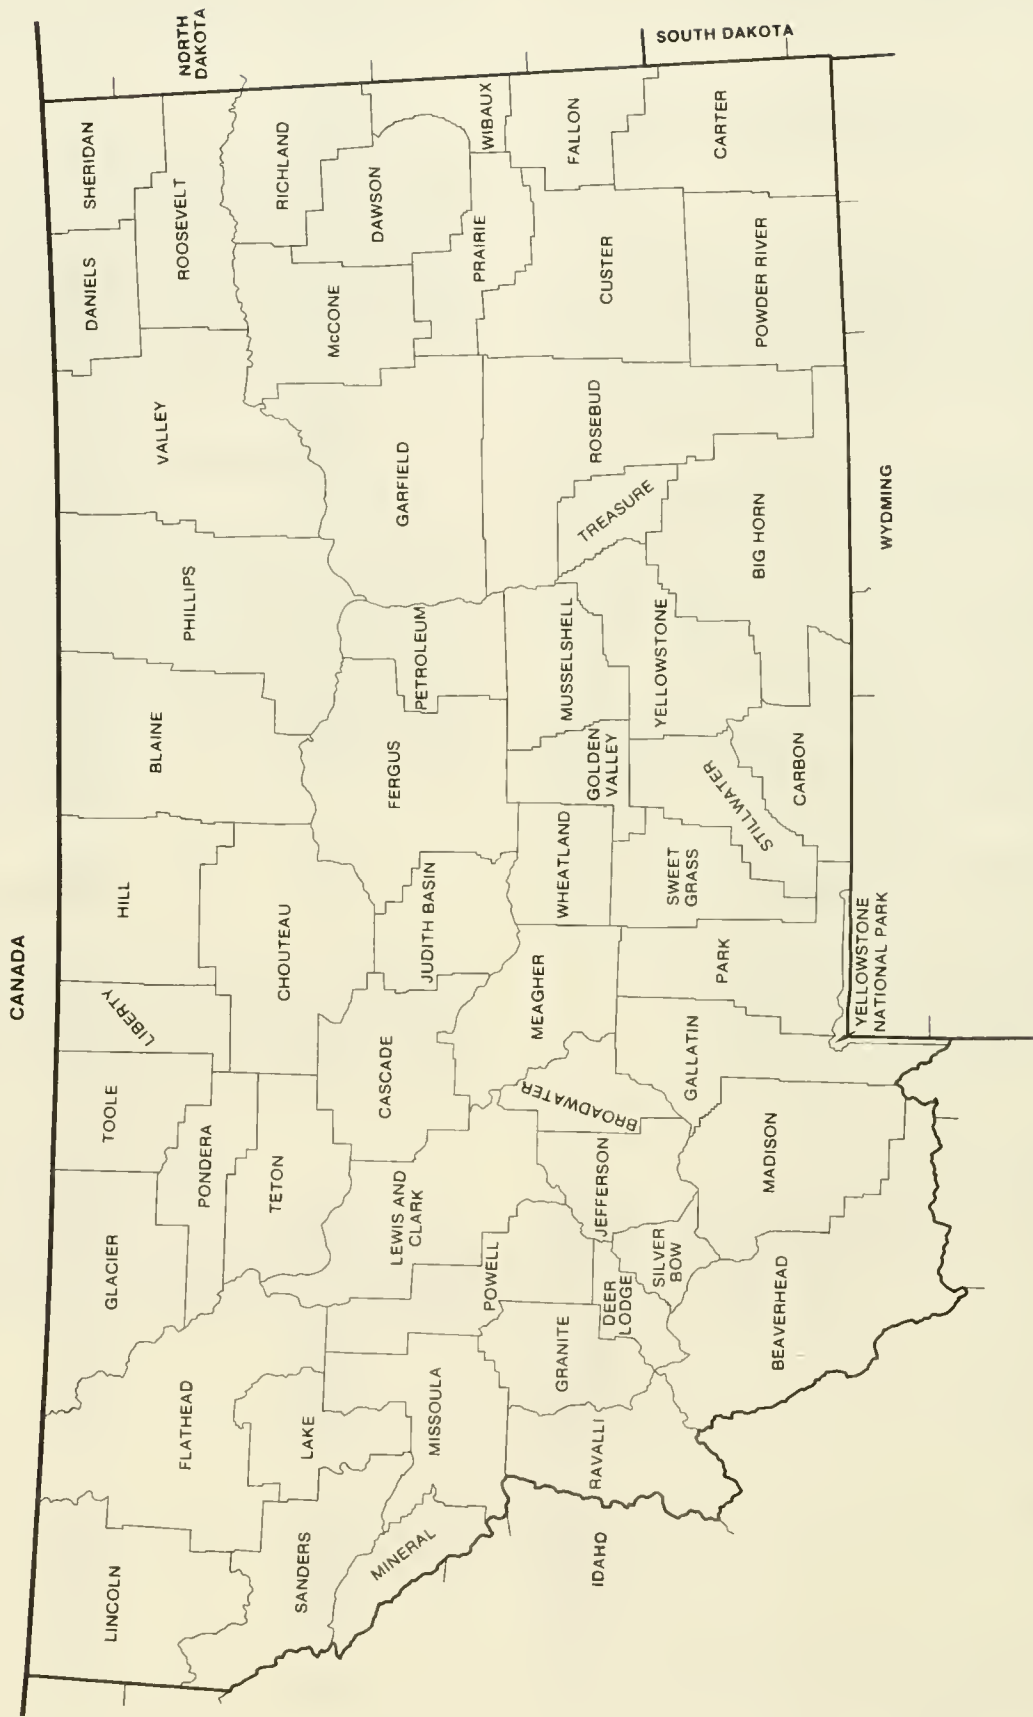 CANADA
LINCOLN
FLATHEAD
GLACIER
TOOLE
LIBERTY
HILL
BLAINE
PHILLIPS
VALLEY
DANIELS
SHERIDAN
ROOSEVELT
NORTH
DAKOTA
SANDERS
LAKE
PONDERA
TETON
CHOUTEAU
RICHLAND
McCONE
DAWSON
MINERAL
MISSOULA
LEWIS AND
CLARK
CASCADE
JUDITH BASIN
FERGUS
PETROLEUM
GARFIELD
PRAIRIE
WIBAUX
POWELL
GRANITE
RAVALLI
DEER
LODGE
JEFFERSON
BROADWATER
MEAGHER
WHEATLAND
GOLDEN
VALLEY
MUSSELSHELL
TREASURE
ROSEBUD
CUSTER
FALLON
SILVER
BOW
GALLATIN
PARK
SWEET
GRASS
STILLWATER
YELLOWSTONE
BIG HORN
POWDER RIVER
CARTER
SOUTH DAKOTA
IDAHO
BEAVERHEAD
MADISON
CARBON
YELLOWSTONE
NATIONAL PARK
WYDMING